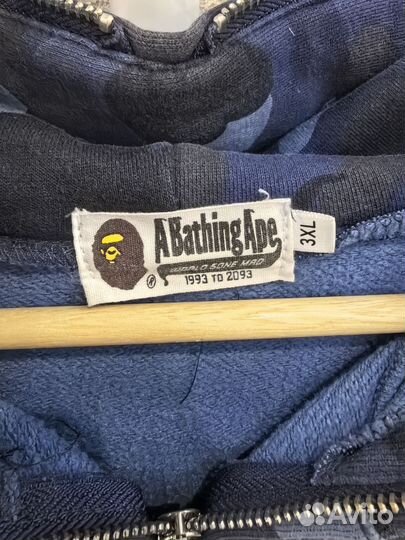 A Bathing Ape
WORLD GONE MAD
1993 TO 2093
®
3XL
Avito